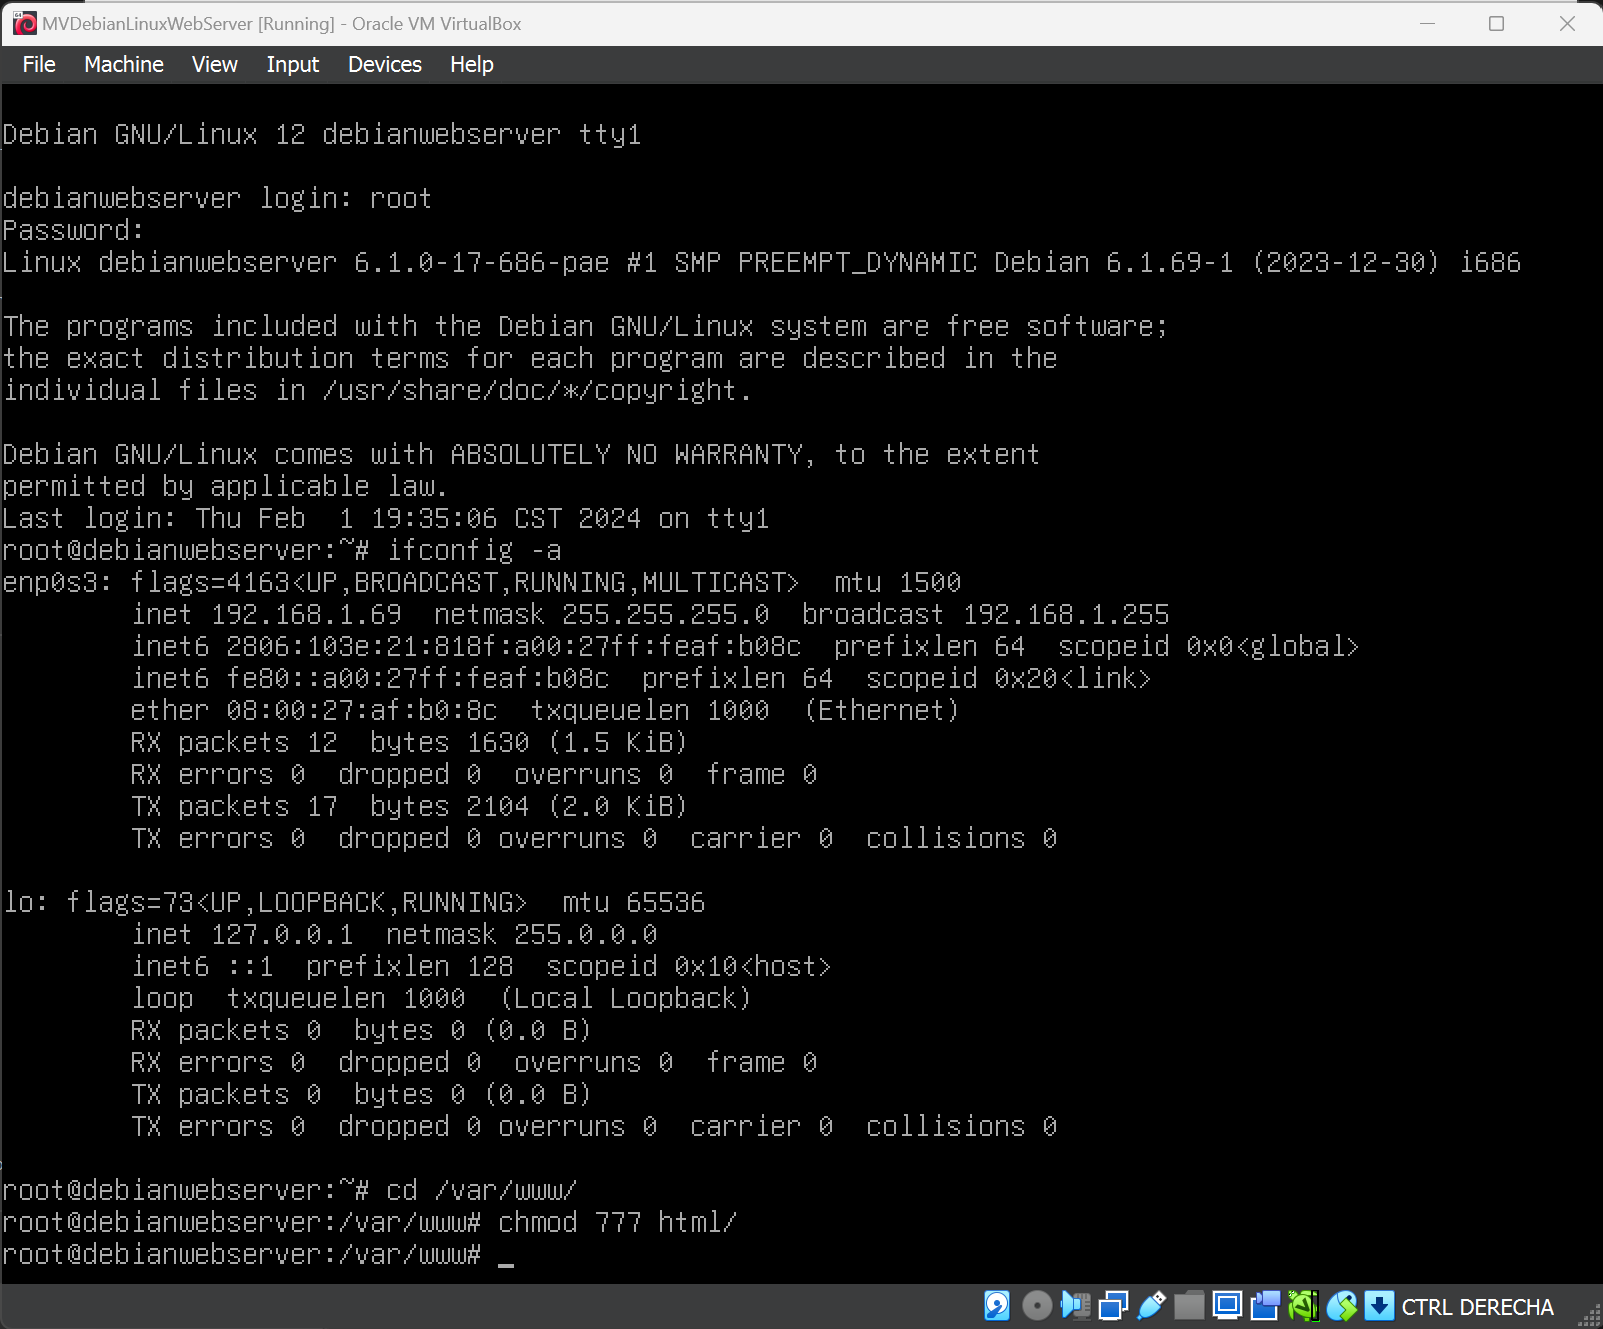 MVDebianLinuxWebServer [Running] - Oracle VM VirtualBox
File Machine View Input Devices Help
Debian GNU/Linux 12 debianwebserver tty1
debianwebserver login: root
Password:
Linux debianwebserver 6.1.0-17-686-pae #1 SMP PREEMPT_DYNAMIC Debian 6.1.69-1 (2023-12-30) i686
The programs included with the Debian GNU/Linux system are free software;
the exact distribution terms for each program are described in the
individual files in /usr/share/doc/*/copyright.
Debian GNU/Linux comes with ABSOLUTELY NO WARRANTY, to the extent
permitted by applicable law.
Last login: Thu Feb  1 19:35:06 CST 2024 on tty1
root@debianwebserver:~# ifconfig -a
enp0s3: flags=4163<UP,BROADCAST,RUNNING,MULTICAST>  mtu 1500
        inet 192.168.1.69  netmask 255.255.255.0  broadcast 192.168.1.255
        inet6 2806:103e:21:818f:a00:27ff:feaf:b08c  prefixlen 64  scopeid 0x0<global>
        inet6 fe80::a00:27ff:feaf:b08c  prefixlen 64  scopeid 0x20<link>
        ether 08:00:27:af:b0:8c  txqueuelen 1000  (Ethernet)
        RX packets 12  bytes 1630 (1.5 KiB)
        RX errors 0  dropped 0  overruns 0  frame 0
        TX packets 17  bytes 2104 (2.0 KiB)
        TX errors 0  dropped 0 overruns 0  carrier 0  collisions 0
lo: flags=73<UP,LOOPBACK,RUNNING>  mtu 65536
        inet 127.0.0.1  netmask 255.0.0.0
        inet6 ::1  prefixlen 128  scopeid 0x10<host>
        loop  txqueuelen 1000  (Local Loopback)
        RX packets 0  bytes 0 (0.0 B)
        RX errors 0  dropped 0  overruns 0  frame 0
        TX packets 0  bytes 0 (0.0 B)
        TX errors 0  dropped 0 overruns 0  carrier 0  collisions 0
root@debianwebserver:~# cd /var/www/
root@debianwebserver:/var/www# chmod 777 html/
root@debianwebserver:/var/www# _
CTRL DERECHA